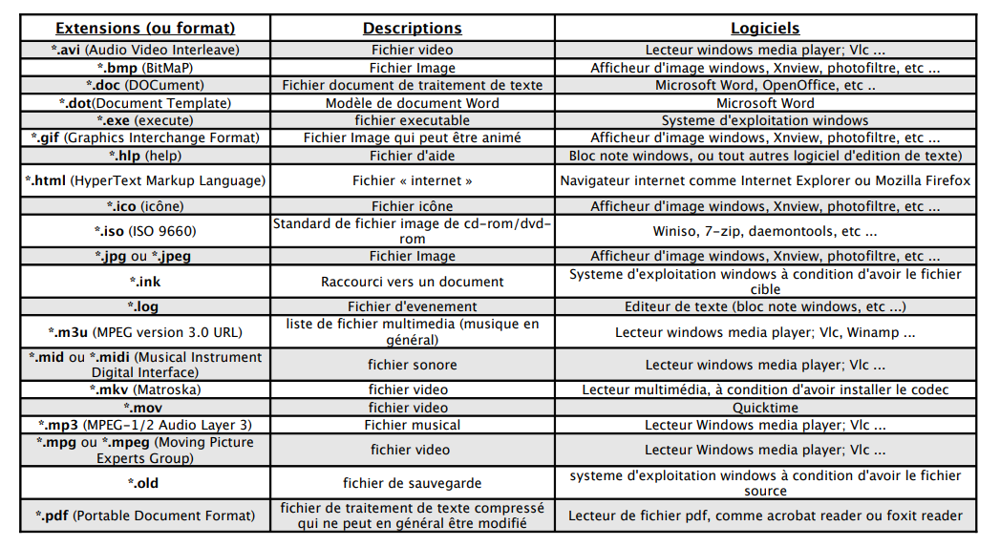 Extensions (ou format) Descriptions Logiciels
*.avi (Audio Video Interleave) Fichier video Lecteur windows media player; Vlc ...
*.bmp (BitMaP) Fichier Image Afficheur d'image windows, Xnview, photofiltre, etc ...
*.doc (DOCument) Fichier document de traitement de texte Microsoft Word, OpenOffice, etc ..
*.dot(Document Template) Modèle de document Word Microsoft Word
*.exe (execute) fichier executable Systeme d'exploitation windows
*.gif (Graphics Interchange Format) Fichier Image qui peut être animé Afficheur d'image windows, Xnview, photofiltre, etc ...
*.hlp (help) Fichier d'aide Bloc note windows, ou tout autres logiciel d'edition de texte)
*.html (HyperText Markup Language) Fichier « internet » Navigateur internet comme Internet Explorer ou Mozilla Firefox
*.ico (icône) Fichier icône Afficheur d'image windows, Xnview, photofiltre, etc ...
*.iso (ISO 9660) Standard de fichier image de cd-rom/dvd-
rom Winiso, 7-zip, daemontools, etc ...
*.jpg ou *.jpeg Fichier Image Afficheur d'image windows, Xnview, photofiltre, etc ...
*.ink Raccourci vers un document Systeme d'exploitation windows à condition d'avoir le fichier
cible
*.log Fichier d'evenement Editeur de texte (bloc note windows, etc ...)
*.m3u (MPEG version 3.0 URL) liste de fichier multimedia (musique en
général) Lecteur windows media player; Vlc, Winamp ...
*.mid ou *.midi (Musical Instrument
Digital Interface) fichier sonore Lecteur windows media player; Vlc ...
*.mkv (Matroska) fichier video Lecteur multimédia, à condition d'avoir installer le codec
*.mov fichier video Quicktime
*.mp3 (MPEG-1/2 Audio Layer 3) Fichier musical Lecteur Windows media player; Vlc ...
*.mpg ou *.mpeg (Moving Picture
Experts Group) fichier video Lecteur Windows media player; Vlc ...
*.old fichier de sauvegarde systeme d'exploitation windows à condition d'avoir le fichier
source
*.pdf (Portable Document Format) fichier de traitement de texte compressé
qui ne peut en général être modifié Lecteur de fichier pdf, comme acrobat reader ou foxit reader